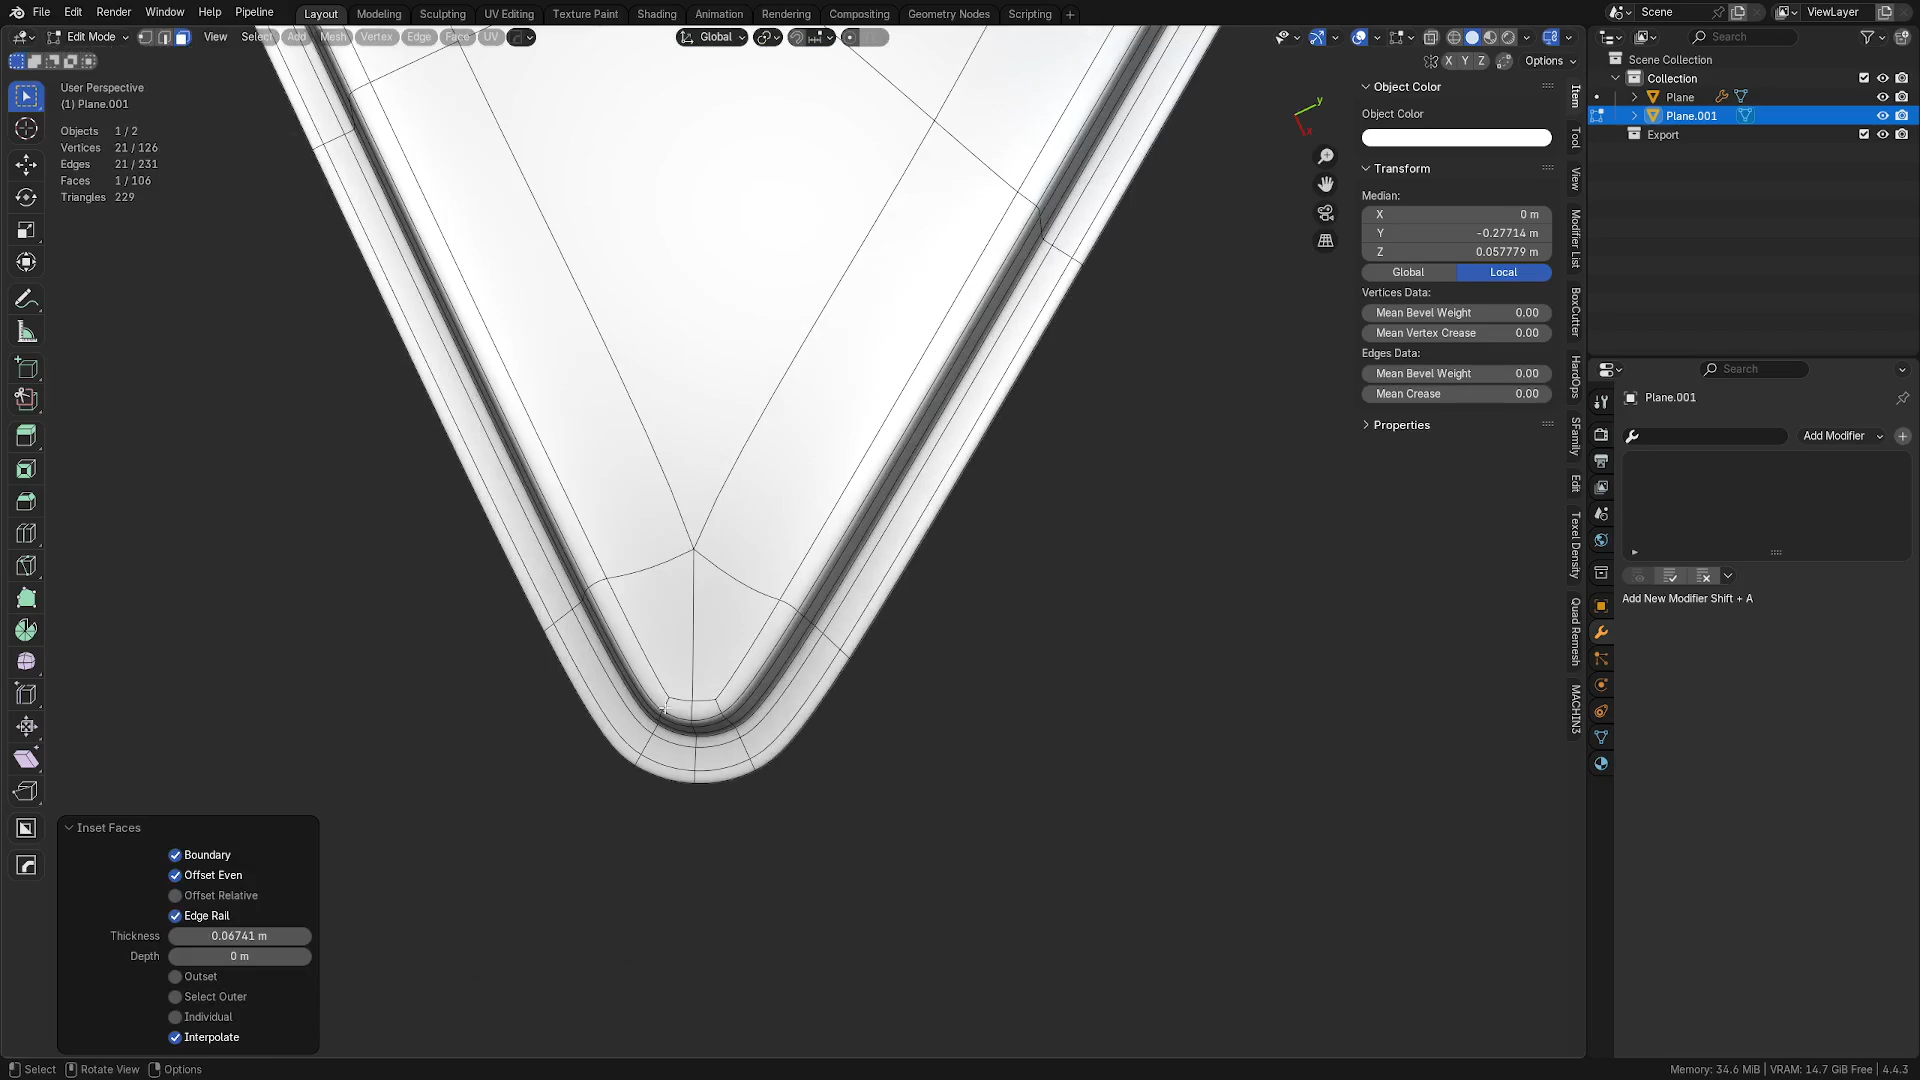 File Edit Render Window Help Pipeline Layout Modeling Sculpting UV Editing Texture Paint Shading Animation Rendering Compositing Geometry Nodes Scripting + Scene ViewLayer
Edit Mode View Select Add Mesh Vertex Edge Face UV Global Search
X Y Z Options
User Perspective
(1) Plane.001
Objects 1 / 2
Vertices 21 / 126
Edges 21 / 231
Faces 1 / 106
Triangles 229
y
x
Object Color
Object Color
Transform
Median:
X 0 m
Y -0.27714 m
Z 0.057779 m
Global Local
Vertices Data:
Mean Bevel Weight 0.00
Mean Vertex Crease 0.00
Edges Data:
Mean Bevel Weight 0.00
Mean Crease 0.00
Properties
Item
Tool
View
Modifier List
BoxCutter
HardOps
SFamily
Edit
Texel Density
Quad Remesh
MACHIN3
Scene Collection
Collection
Plane
Plane.001
Export
Search
Plane.001
Add Modifier
Add New Modifier Shift + A
Inset Faces
Boundary
Offset Even
Offset Relative
Edge Rail
Thickness 0.06741 m
Depth 0 m
Outset
Select Outer
Individual
Interpolate
Select Rotate View Options Memory: 34.6 MiB | VRAM: 14.7 GiB Free | 4.4.3